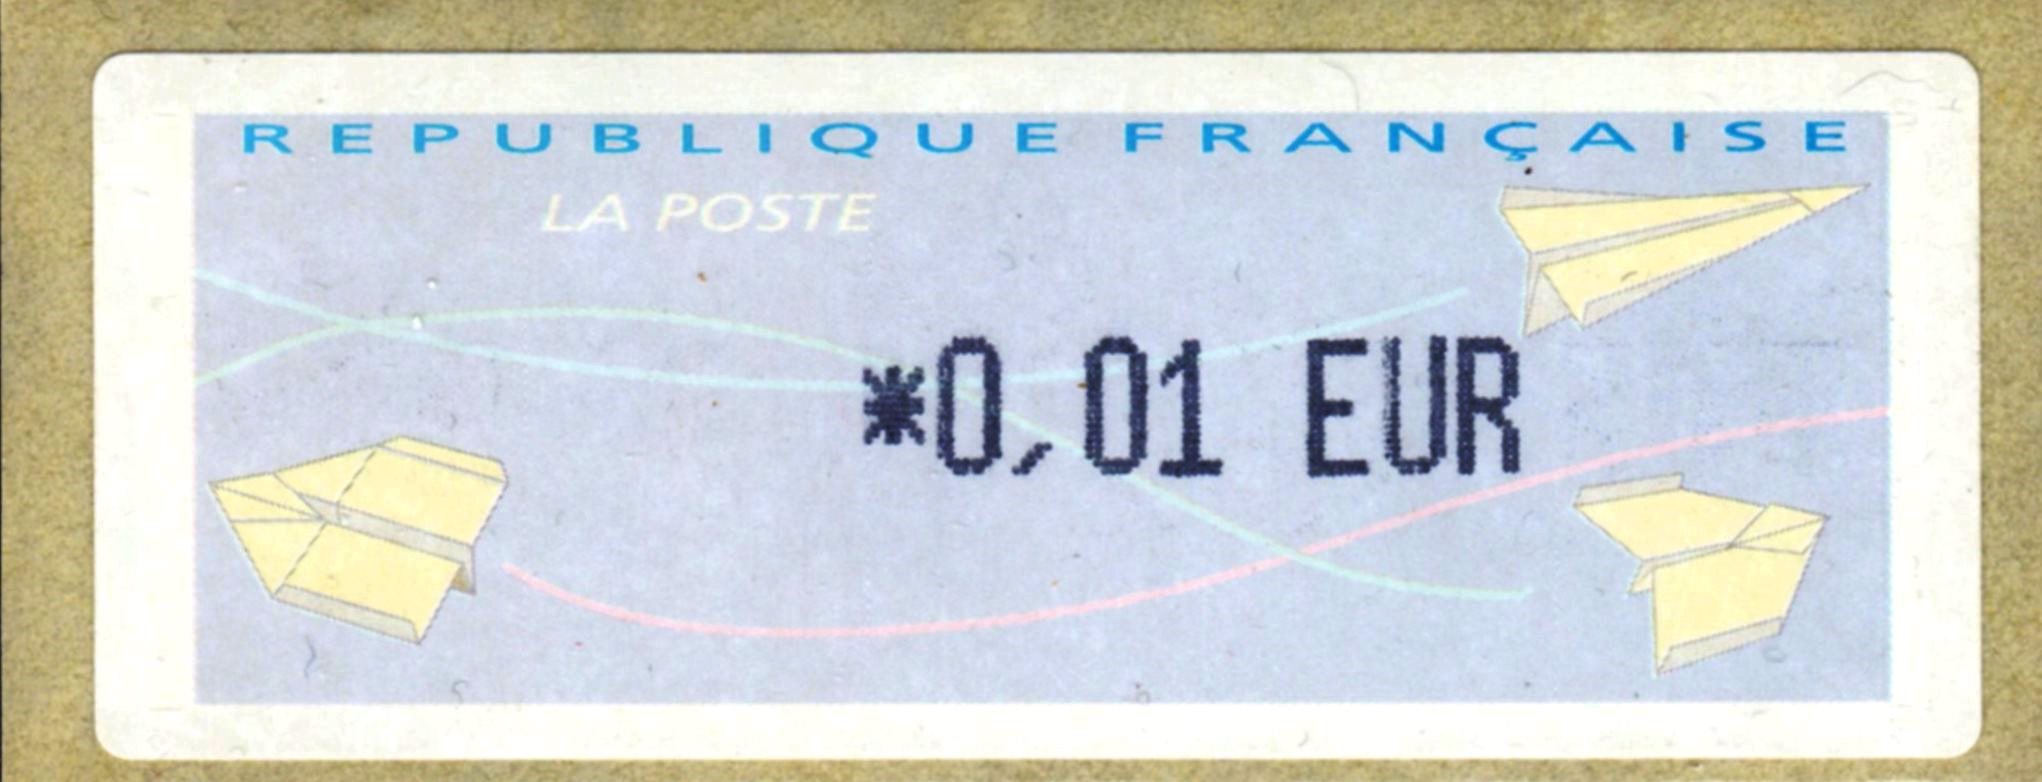 REPUBLIQUE FRANÇAISE
LA POSTE
*0,01 EUR